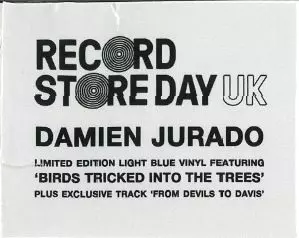 RECORD
STORE DAY UK
DAMIEN JURADO
LIMITED EDITION LIGHT BLUE VINYL FEATURING
'BIRDS TRICKED INTO THE TREES'
PLUS EXCLUSIVE TRACK 'FROM DEVILS TO DAVIS'